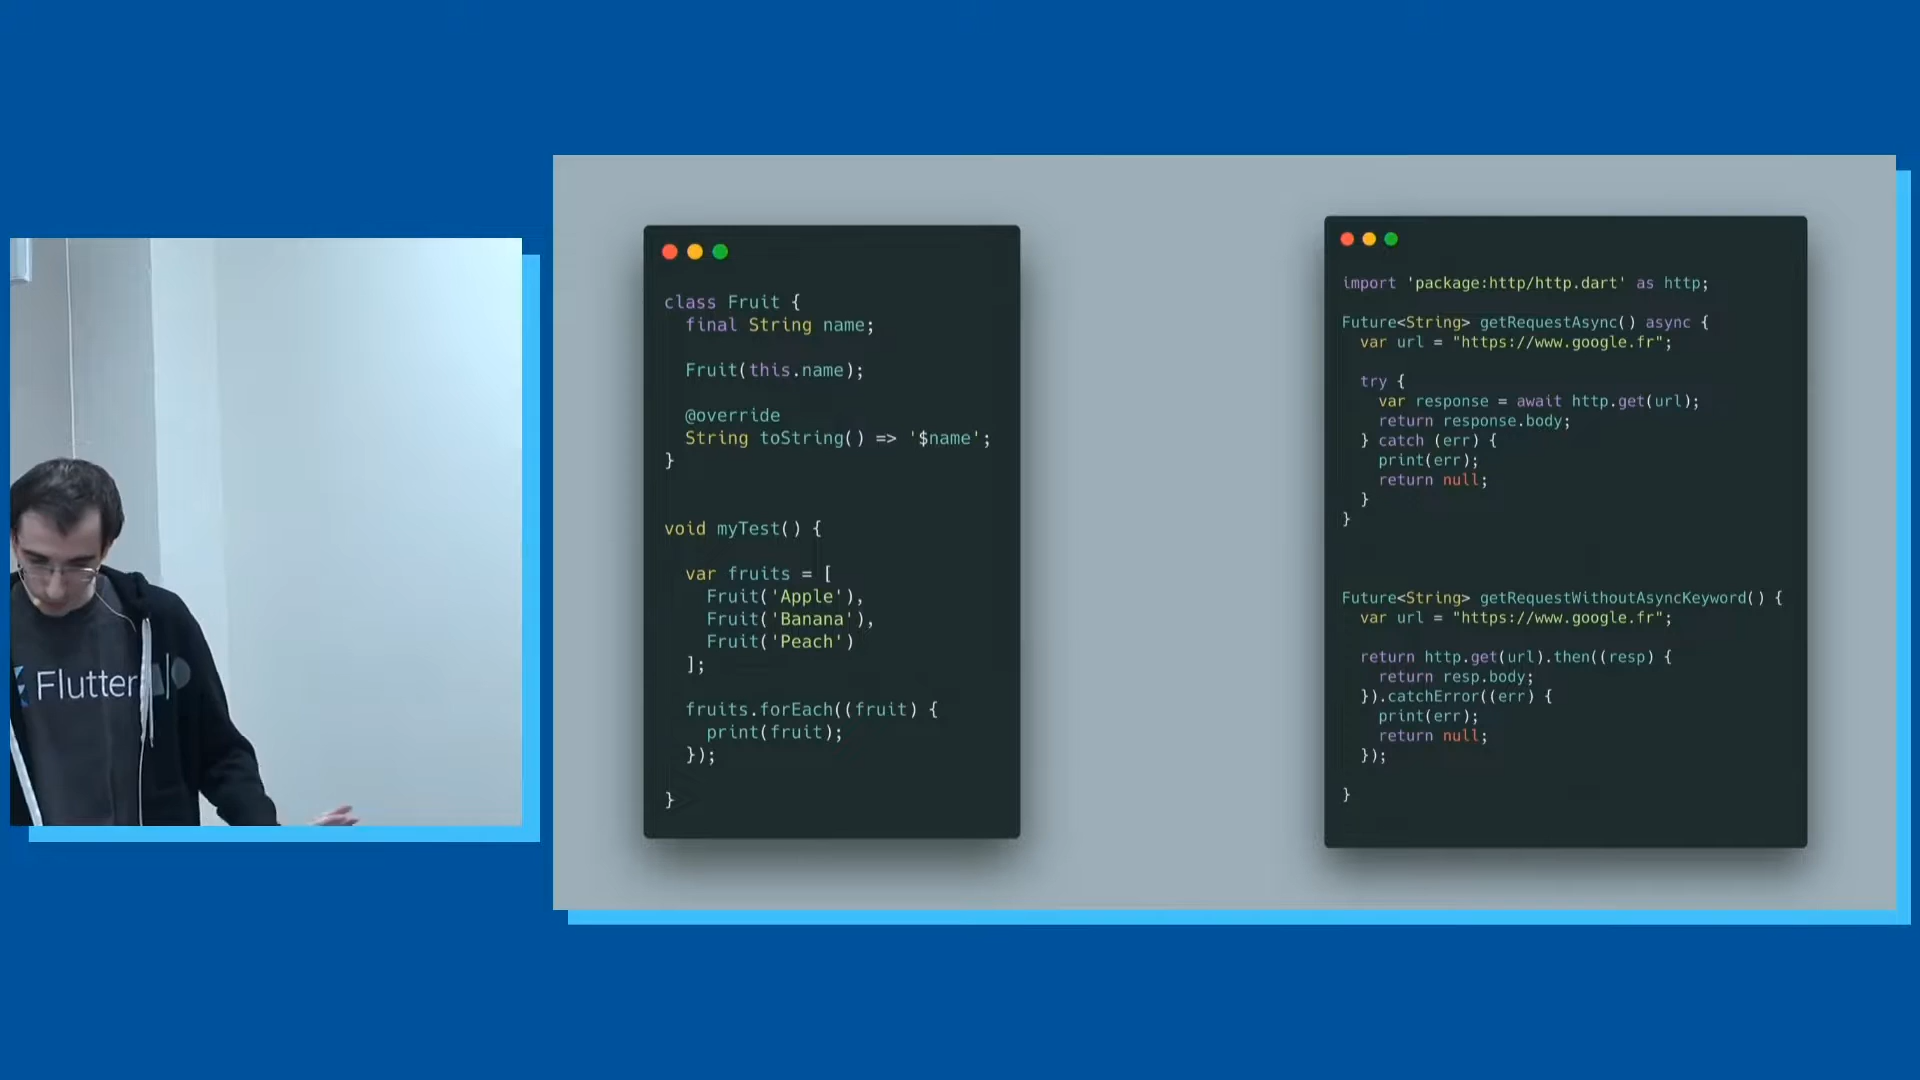 Flutter
class Fruit {
final String name;
Fruit(this.name);
@override
String toString() => '$name';
}
void myTest() {
var fruits = [
Fruit('Apple'),
Fruit('Banana'),
Fruit('Peach')
];
fruits.forEach((fruit) {
print(fruit);
});
}
import 'package:http/http.dart' as http;
Future<String> getRequestAsync() async {
var url = "https://www.google.fr";
try {
var response = await http.get(url);
return response.body;
} catch (err) {
print(err);
return null;
}
}
Future<String> getRequestWithoutAsyncKeyword() {
var url = "https://www.google.fr";
return http.get(url).then((resp) {
return resp.body;
}).catchError((err) {
print(err);
return null;
});
}